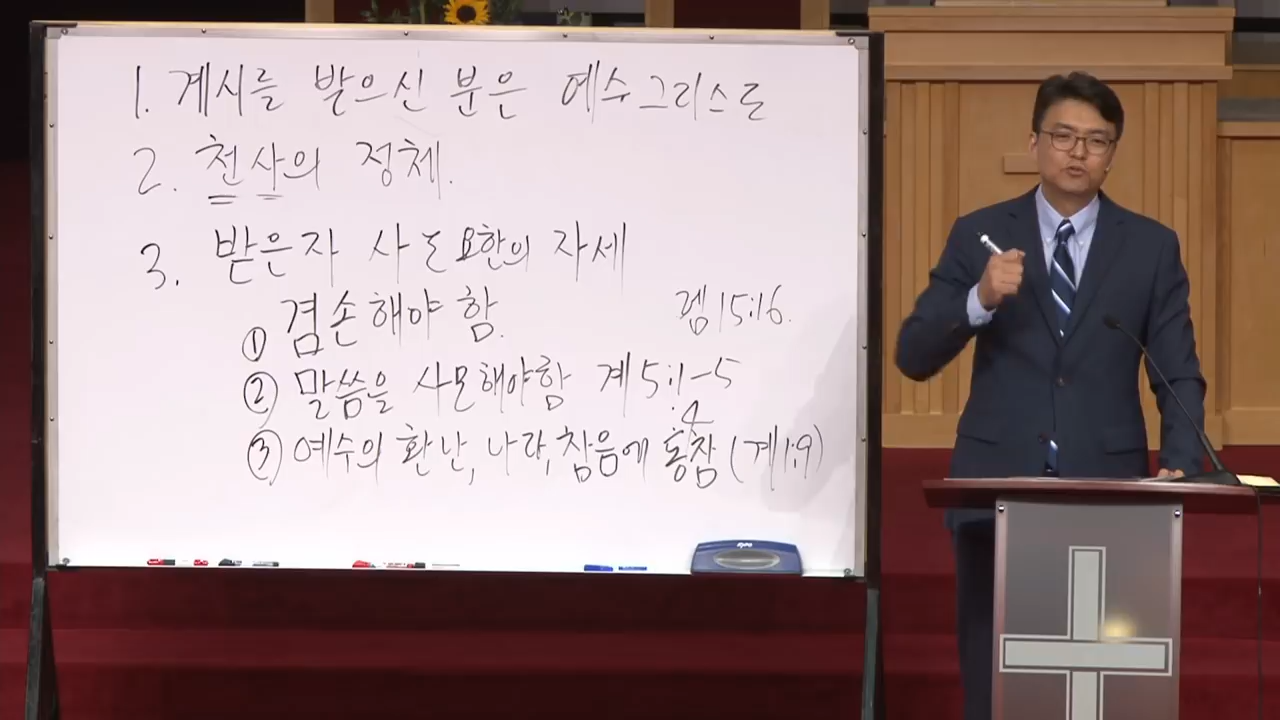 1. 계시를 받으신 분은 예수그리스도
2. 천사의 정체.
3. 받은자 사도요한의 자세
① 겸손해야 함. 렘15:16.
② 말씀을 사모해야함 계5:1-5
4
③ 예수의 환난, 나라, 참음에 동참 (계1:9)